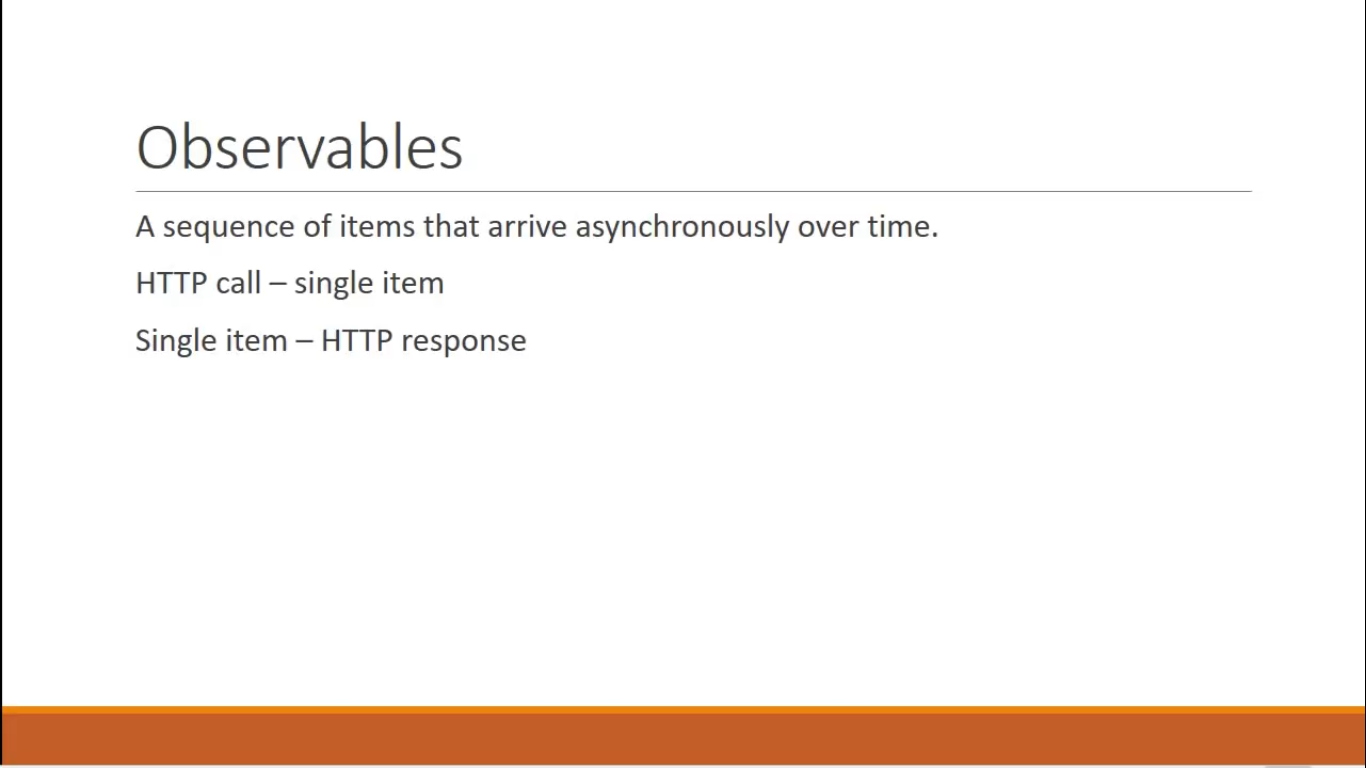 Observables
A sequence of items that arrive asynchronously over time.
HTTP call – single item
Single item – HTTP response